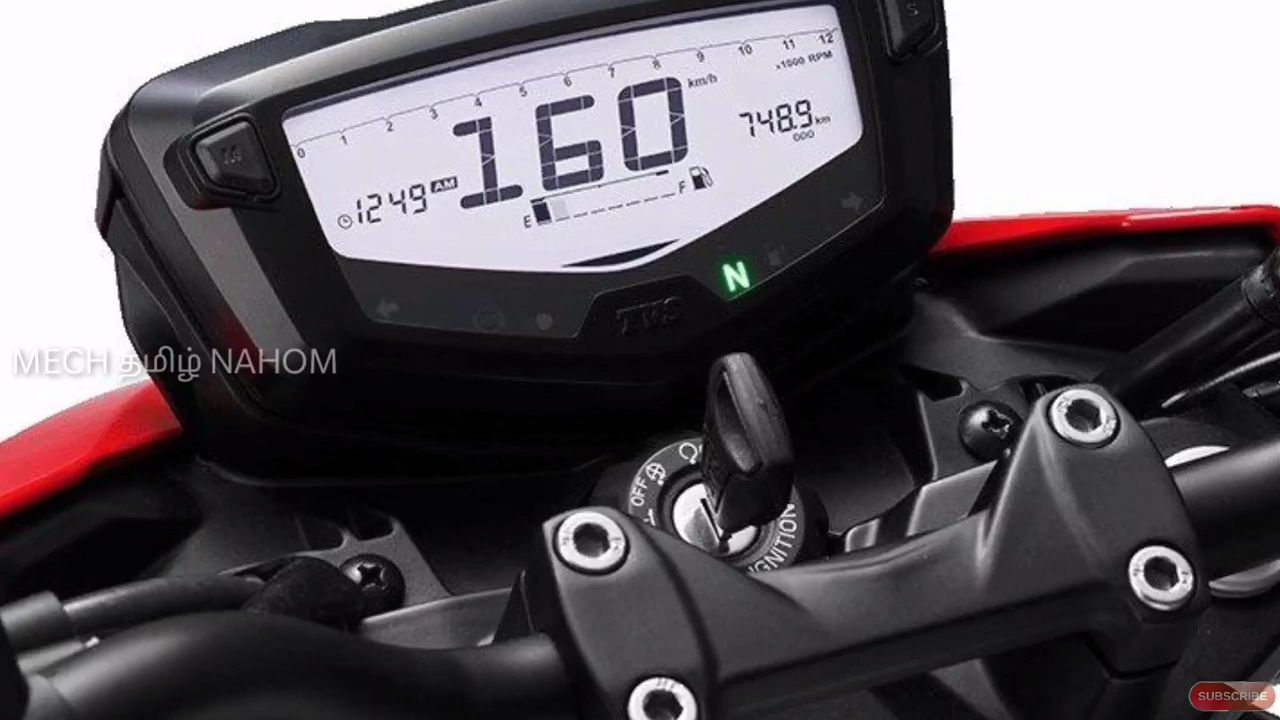 S
0 1 2 3 4 5 6 7 8 9 10 11 12
x1000 RPM
160 km/h
748.9 km
ODO
12 49 AM
E F
N
TVS
MECH தமிழ் NAHOM
OFF
IGNITION
SUBSCRIBE